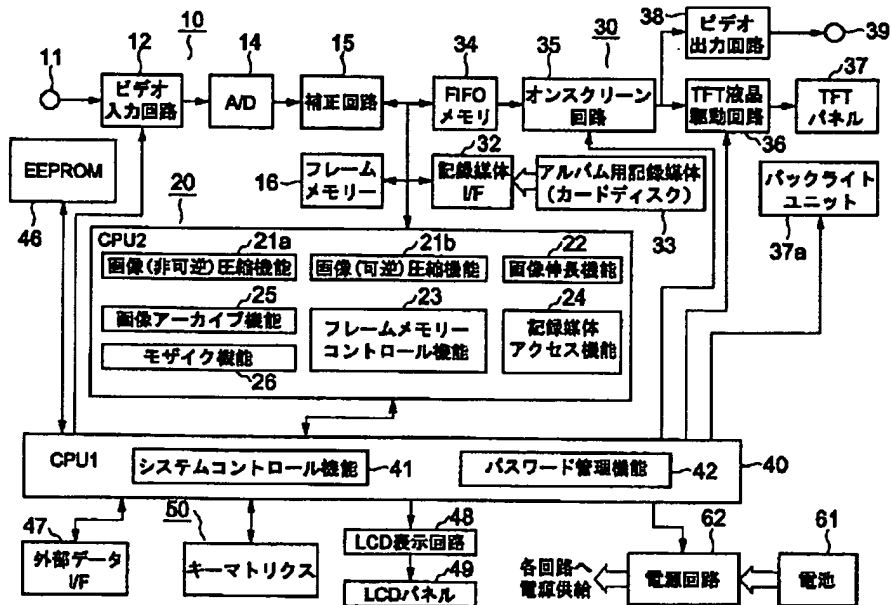 38
ビデオ
出力回路
39
12
10
14
15
34
35
30
37
11
ビデオ
入力回路
A/D
補正回路
FIFO
メモリ
オンスクリーン
回路
TFT液晶
駆動回路
TFT
パネル
36
32
EEPROM
46
16
フレーム
メモリー
記録媒体
I/F
アルバム用記録媒体
(カードディスク)
33
バックライト
ユニット
37a
20
CPU2
21a
画像(非可逆)圧縮機能
21b
画像(可逆)圧縮機能
22
画像伸長機能
25
画像アーカイブ機能
23
フレームメモリー
コントロール機能
24
記録媒体
アクセス機能
モザイク機能
26
CPU1
システムコントロール機能
41
パスワード管理機能
42
40
47
外部データ
I/F
50
キーマトリクス
48
LCD表示回路
49
LCDパネル
各回路へ
電源供給
62
電源回路
61
電池